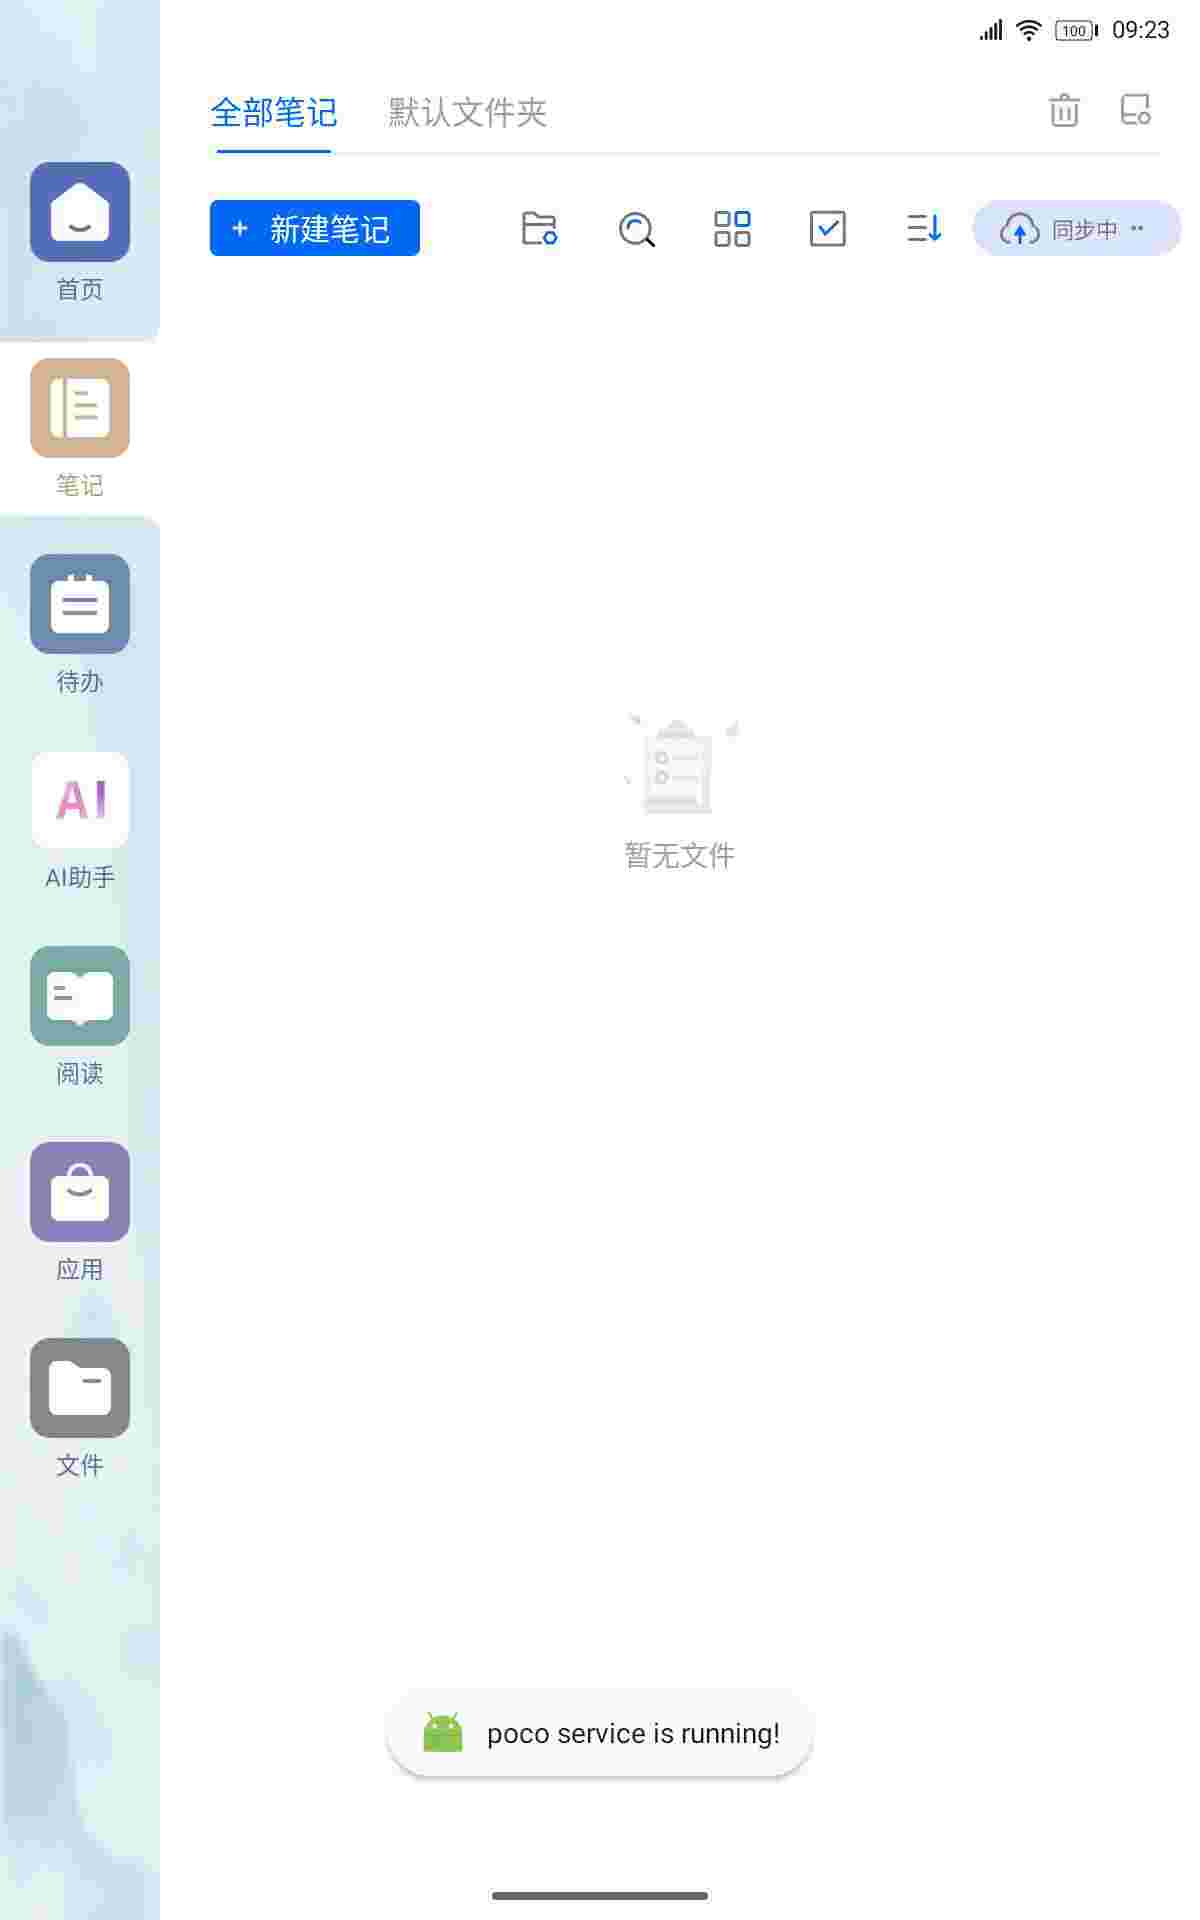 100 09:23
全部笔记 默认文件夹
+ 新建笔记 同步中 ··
首页
笔记
待办
AI
AI助手
阅读
应用
文件
暂无文件
poco service is running!